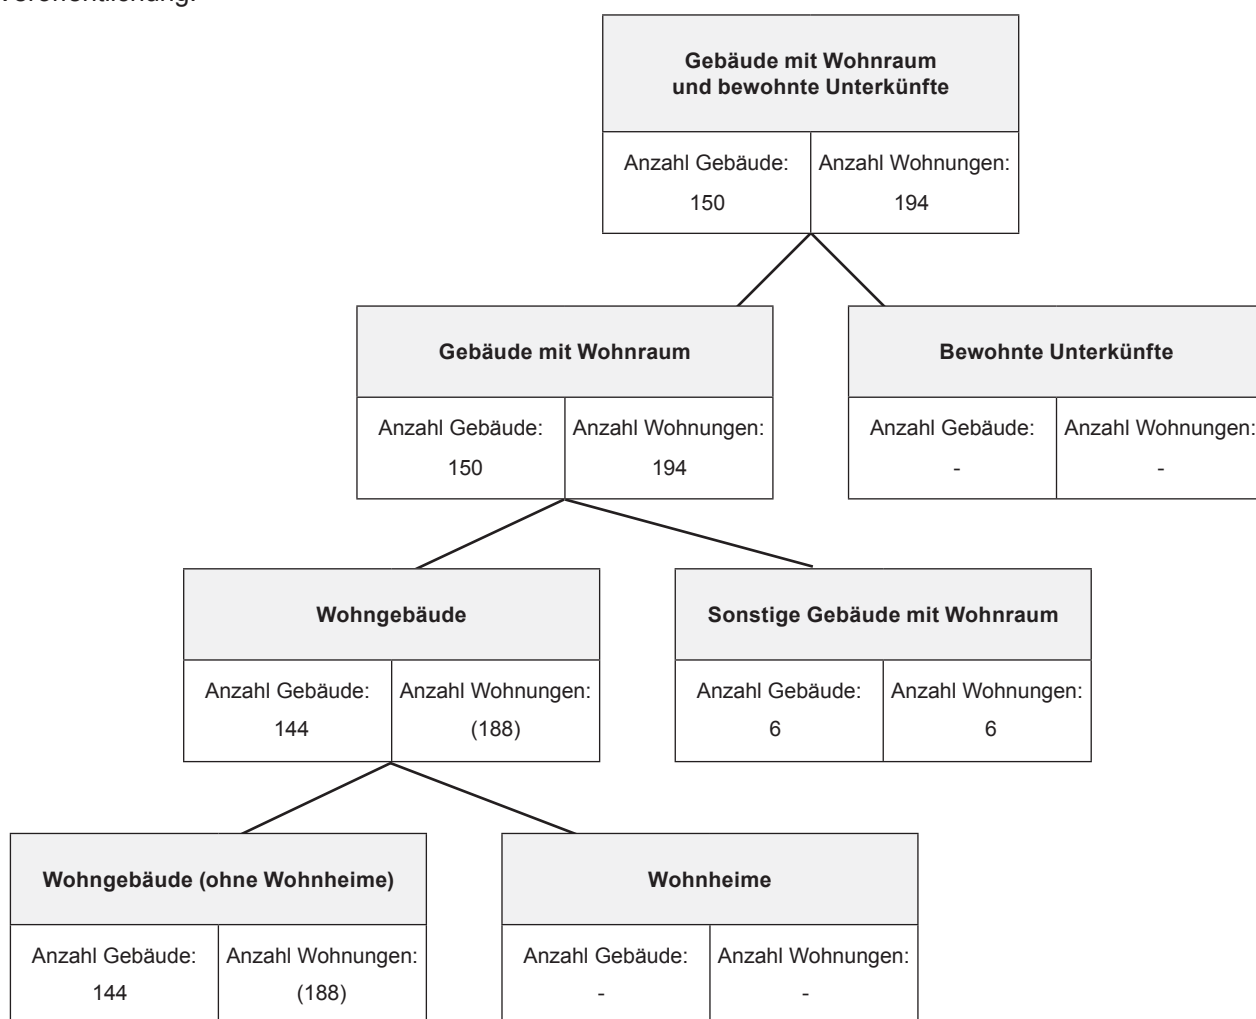 Gebäude mit Wohnraum
und bewohnte Unterkünfte
Anzahl Gebäude: Anzahl Wohnungen:
150 194
Gebäude mit Wohnraum
Bewohnte Unterkünfte
Anzahl Gebäude: Anzahl Wohnungen:
150 194
Anzahl Gebäude: Anzahl Wohnungen:
- -
Wohngebäude
Sonstige Gebäude mit Wohnraum
Anzahl Gebäude: Anzahl Wohnungen:
144 (188)
Anzahl Gebäude: Anzahl Wohnungen:
6 6
Wohngebäude (ohne Wohnheime)
Wohnheime
Anzahl Gebäude: Anzahl Wohnungen:
144 (188)
Anzahl Gebäude: Anzahl Wohnungen:
- -